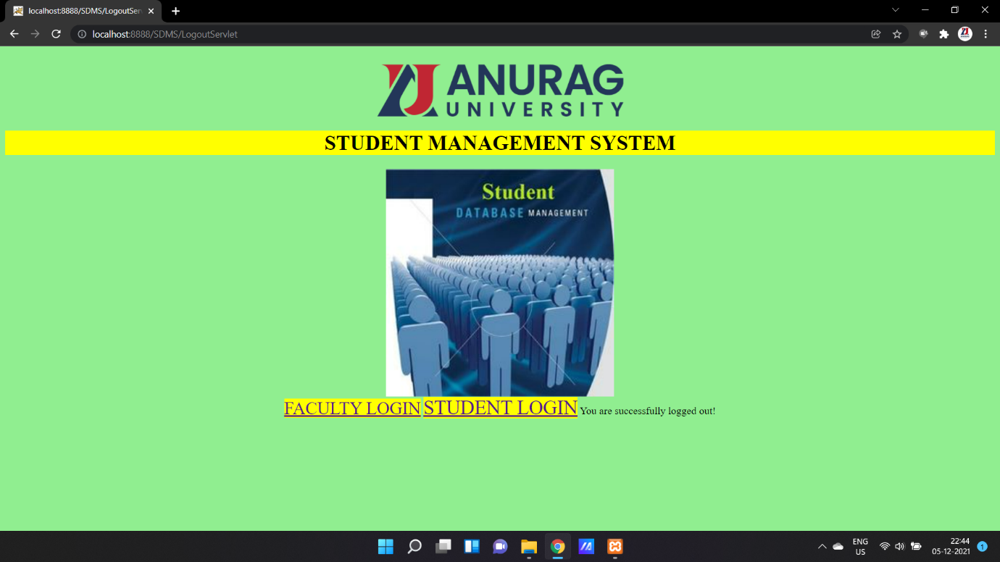 localhost:8888/SDMS/LogoutSer
localhost:8888/SDMS/LogoutServlet
ANURAG
UNIVERSITY
STUDENT MANAGEMENT SYSTEM
Student
DATABASE MANAGEMENT
FACULTY LOGIN STUDENT LOGIN You are successfully logged out!
ENG
US
22:44
05-12-2021
1